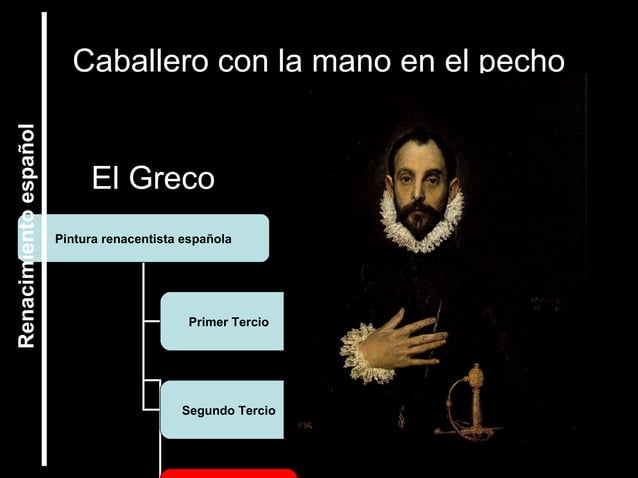 Caballero con la mano en el pecho
El Greco
Renacimiento español
Pintura renacentista española
Primer Tercio
Segundo Tercio